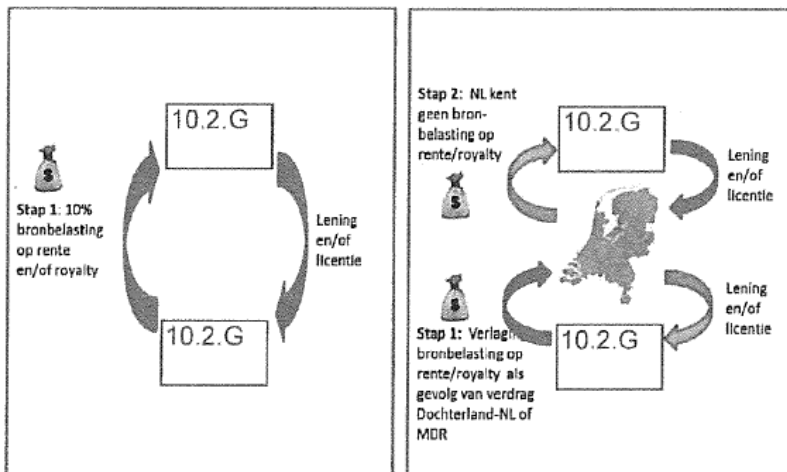 10.2.G
Stap 1: 10%
bronbelasting
op rente
en/of royalty
Lening
en/of
licentie
10.2.G
Stap 2: NL kent
geen bron-
belasting op
rente/royalty
10.2.G
Lening
en/of
licentie
$
$
$
Lening
en/of
licentie
Stap 1: Verlagin
bronbelasting op
rente/royalty als
gevolg van verdrag
Dochterland-NL of
MDR
10.2.G